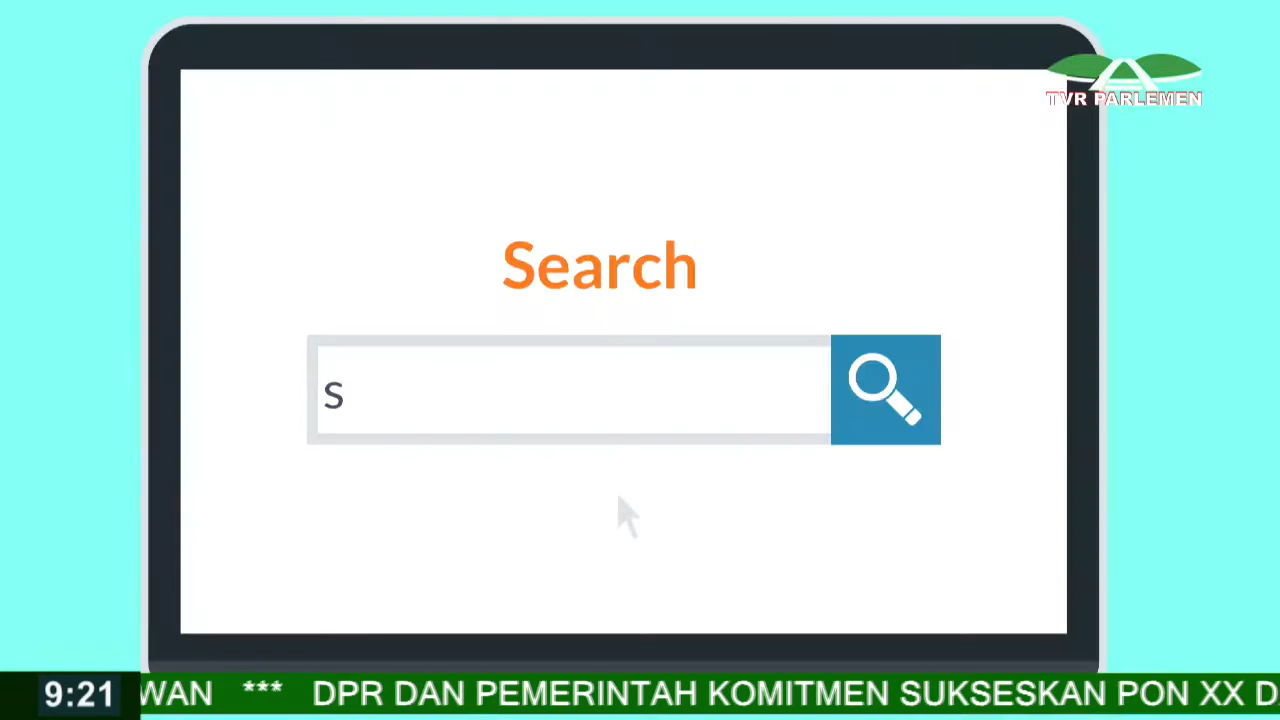 TVR PARLEMEN
Search
S
9:21 WAN *** DPR DAN PEMERINTAH KOMITMEN SUKSESKAN PON XX D